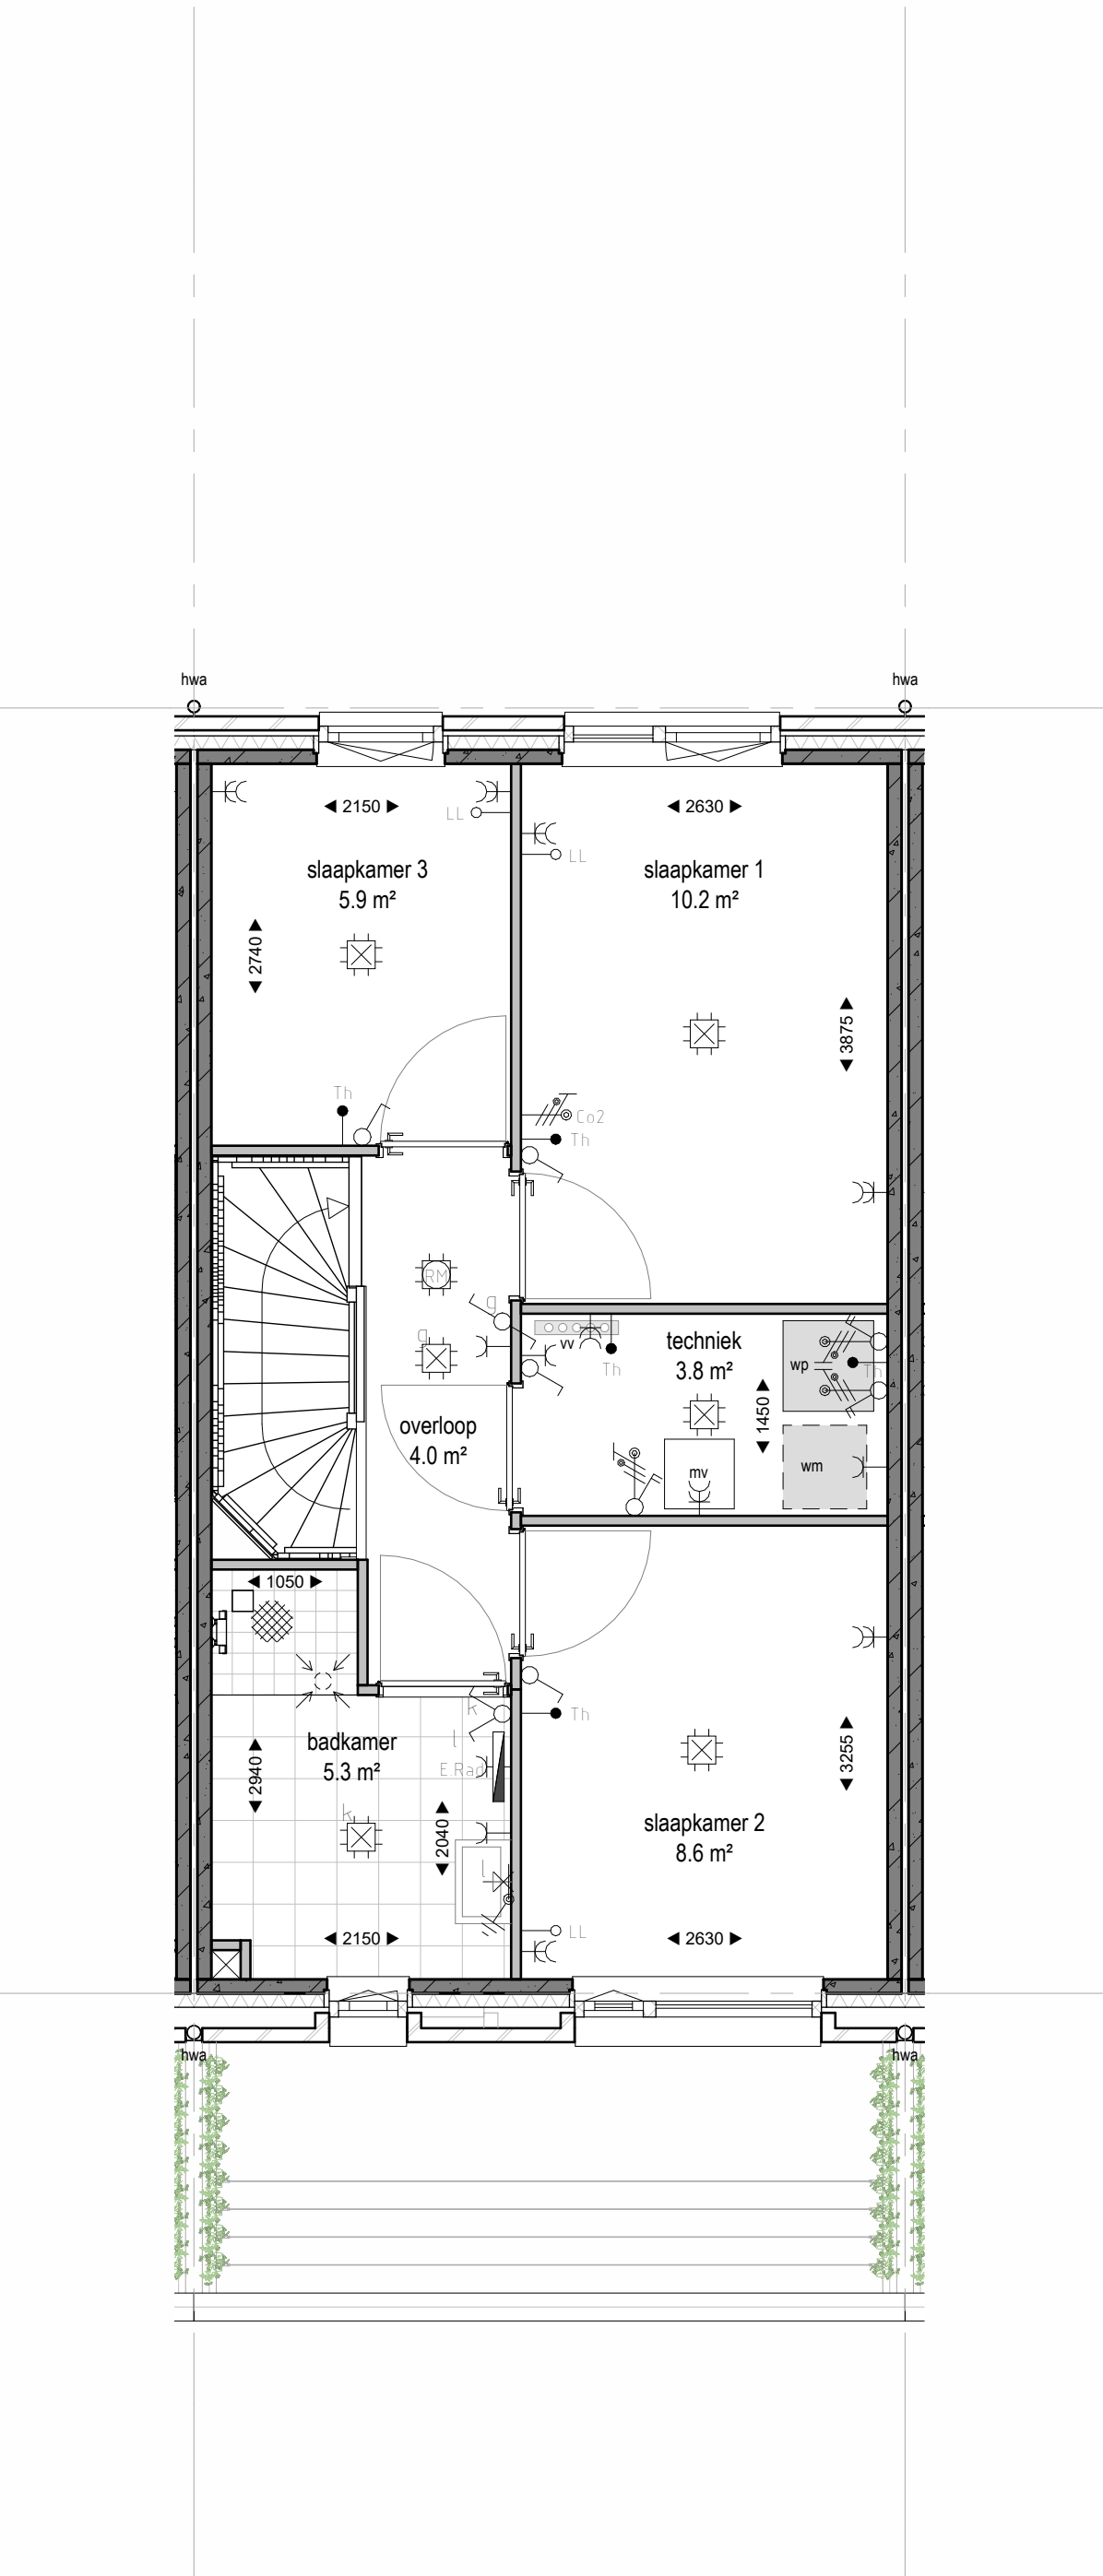 hwa
hwa
2150
2630
LL
LL
slaapkamer 3
5.9 m²
slaapkamer 1
10.2 m²
2740
3875
Th
Co2
Th
RM
g
g
vv
Th
techniek
3.8 m²
wp
Th
1450
overloop
4.0 m²
mv
wm
1050
k
l
Th
badkamer
5.3 m²
E.Rad
2940
3255
k
2040
slaapkamer 2
8.6 m²
l
LL
2150
2630
hwa
hwa